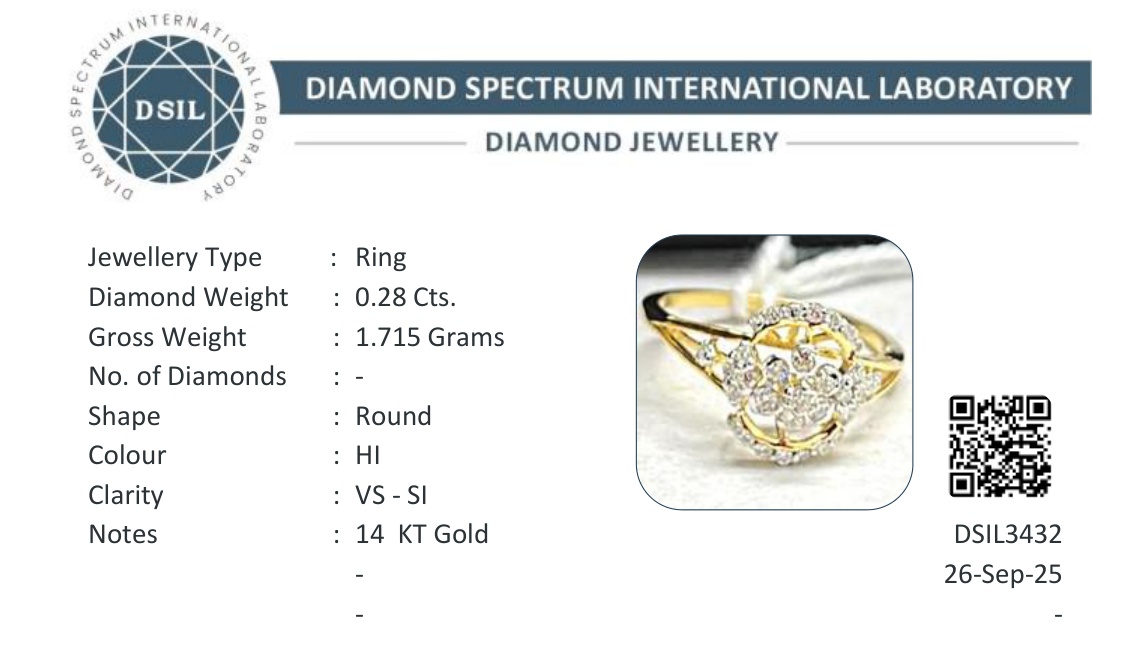 DIAMOND SPECTRUM INTERNATIONAL LABORATORY
DSIL
DIAMOND SPECTRUM INTERNATIONAL LABORATORY
DIAMOND JEWELLERY
Jewellery Type : Ring
Diamond Weight : 0.28 Cts.
Gross Weight : 1.715 Grams
No. of Diamonds : -
Shape : Round
Colour : HI
Clarity : VS - SI
Notes : 14 KT Gold
-
-
DSIL3432
26-Sep-25
-